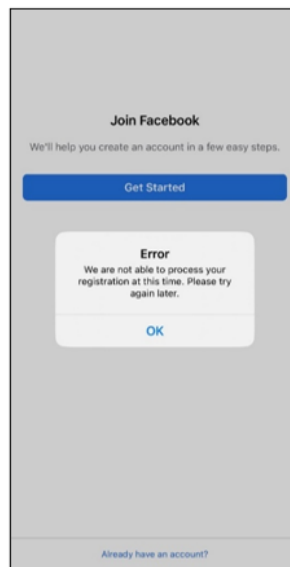 Join Facebook
We'll help you create an account in a few easy steps.
Get Started
Error
We are not able to process your
registration at this time. Please try
again later.
OK
Already have an account?